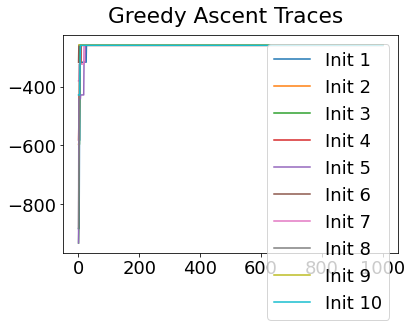 Greedy Ascent Traces
−400
−600
−800
0
200
400
600
800
1000
Init 1
Init 2
Init 3
Init 4
Init 5
Init 6
Init 7
Init 8
Init 9
Init 10